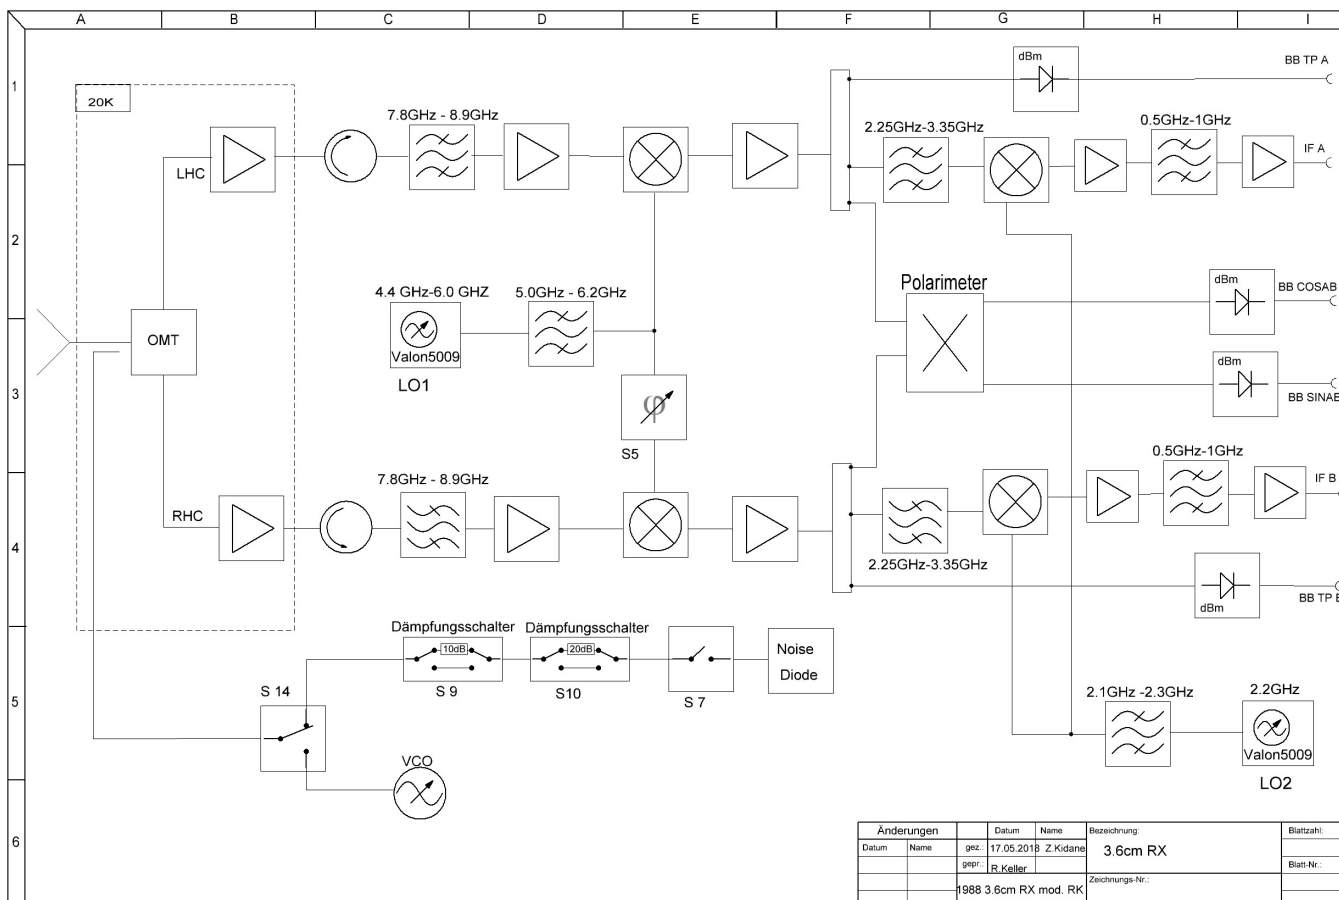 A B C D E F G H I
1
dBm
BB TP A
20K
7.8GHz - 8.9GHz
2.25GHz-3.35GHz
0.5GHz-1GHz
IF A
LHC
2
4.4 GHz-6.0 GHZ
5.0GHz - 6.2GHz
Polarimeter
dBm
BB COSAB
OMT
Valon5009
LO1
dBm
3
BB SINAB
φ
S5
7.8GHz - 8.9GHz
0.5GHz-1GHz
IF B
RHC
4
2.25GHz-3.35GHz
dBm
BB TP B
Dämpfungsschalter
Dämpfungsschalter
10dB
20dB
Noise
Diode
S 9
S10
S 7
S 14
5
2.1GHz -2.3GHz
2.2GHz
Valon5009
LO2
VCO
6
Änderungen
Datum
Name
Bezeichnung:
Blattzahl:
Datum
Name
gez.:
17.05.2018
Z.Kidane
3.6cm RX
gepr.:
R.Keller
Blatt-Nr.:
1988 3.6cm RX mod. RK
Zeichnungs-Nr.: